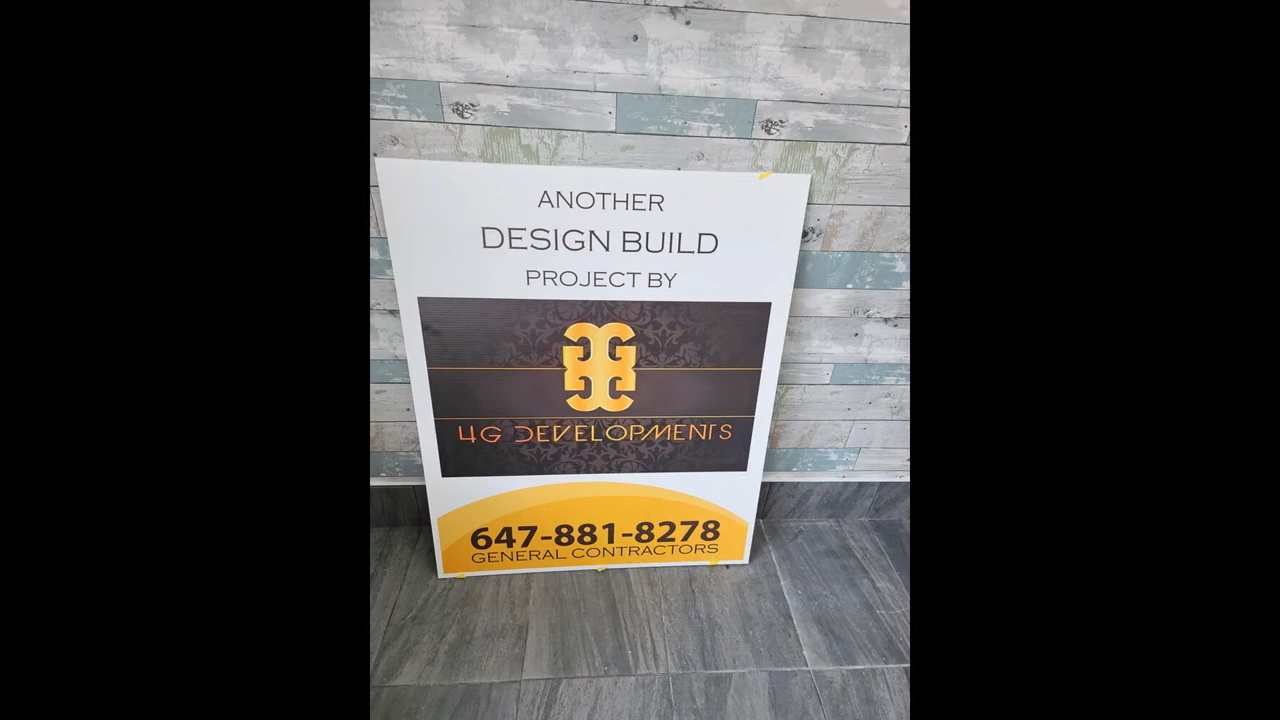 ANOTHER
DESIGN BUILD
PROJECT BY
4G DEVELOPMENTS
647-881-8278
GENERAL CONTRACTORS